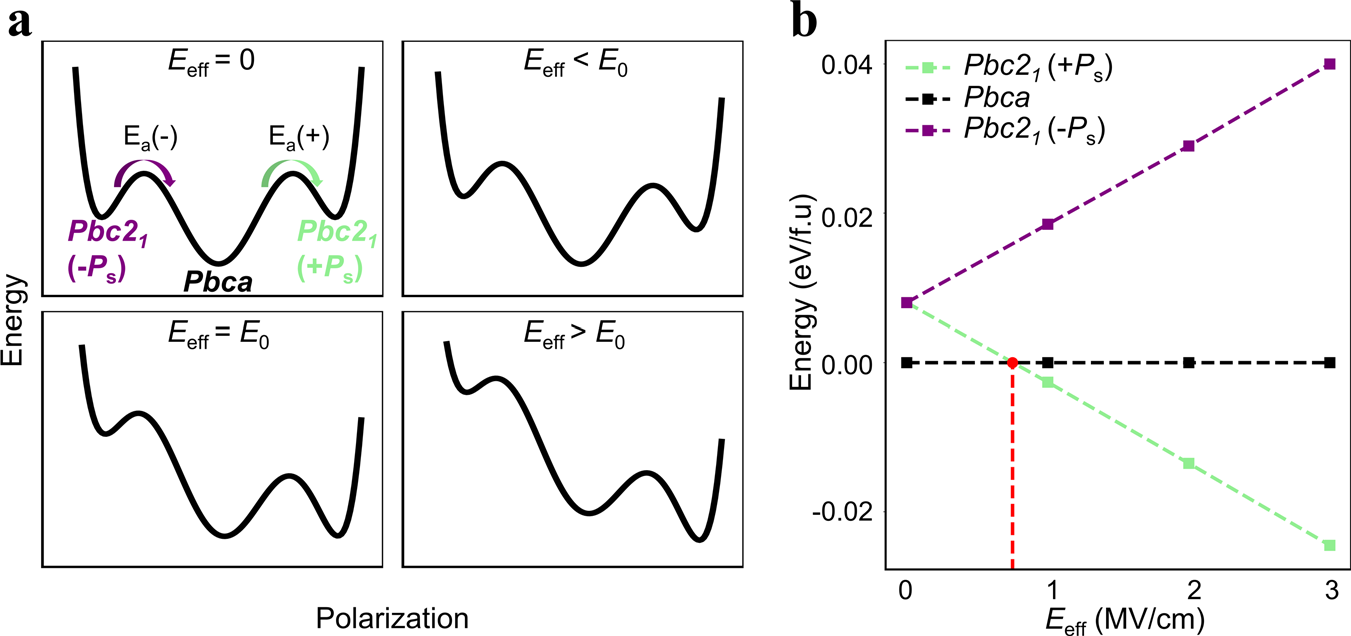 a
E_eff = 0
E_eff < E_0
E_a(-)
E_a(+)
Pbc2_1
(-P_s)
Pbca
Pbc2_1
(+P_s)
E_eff = E_0
E_eff > E_0
Energy
Polarization
b
Pbc2_1 (+P_s)
Pbca
Pbc2_1 (-P_s)
0.04
0.02
0.00
-0.02
Energy (eV/f.u)
0
1
2
3
E_eff (MV/cm)